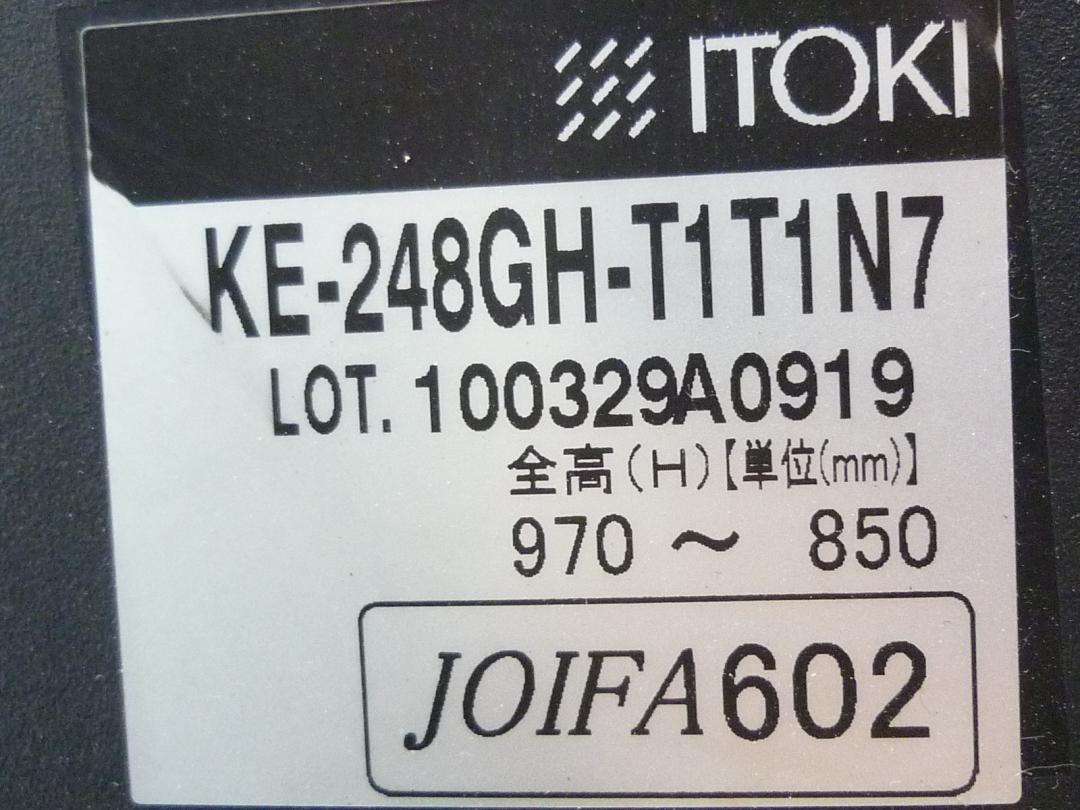 ITOKI
KE-248GH-T1T1N7
LOT. 100329A0919
全高(H)【単位(mm)】
970 ~ 850
JOIFA602